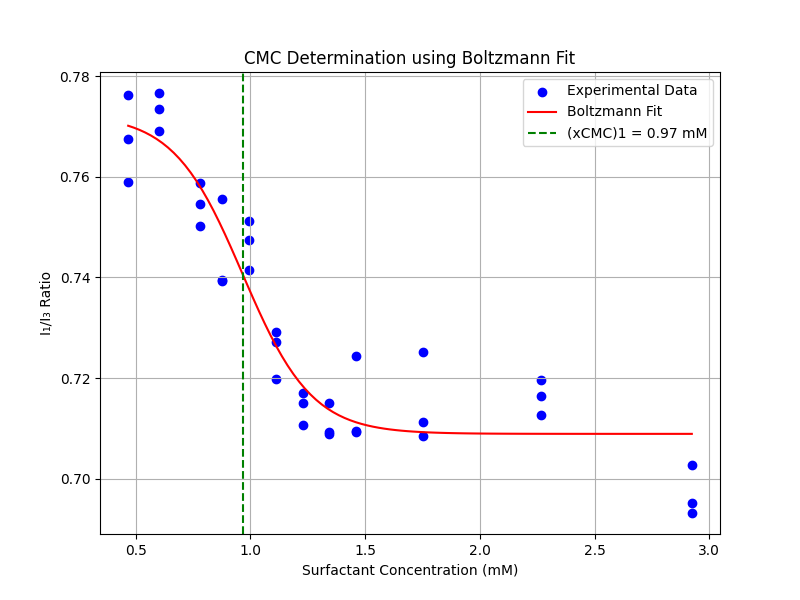 CMC Determination using Boltzmann Fit
Experimental Data
Boltzmann Fit
(xCMC)1 = 0.97 mM
0.78
0.76
0.74
0.72
0.70
I₁/I₃ Ratio
0.5
1.0
1.5
2.0
2.5
3.0
Surfactant Concentration (mM)